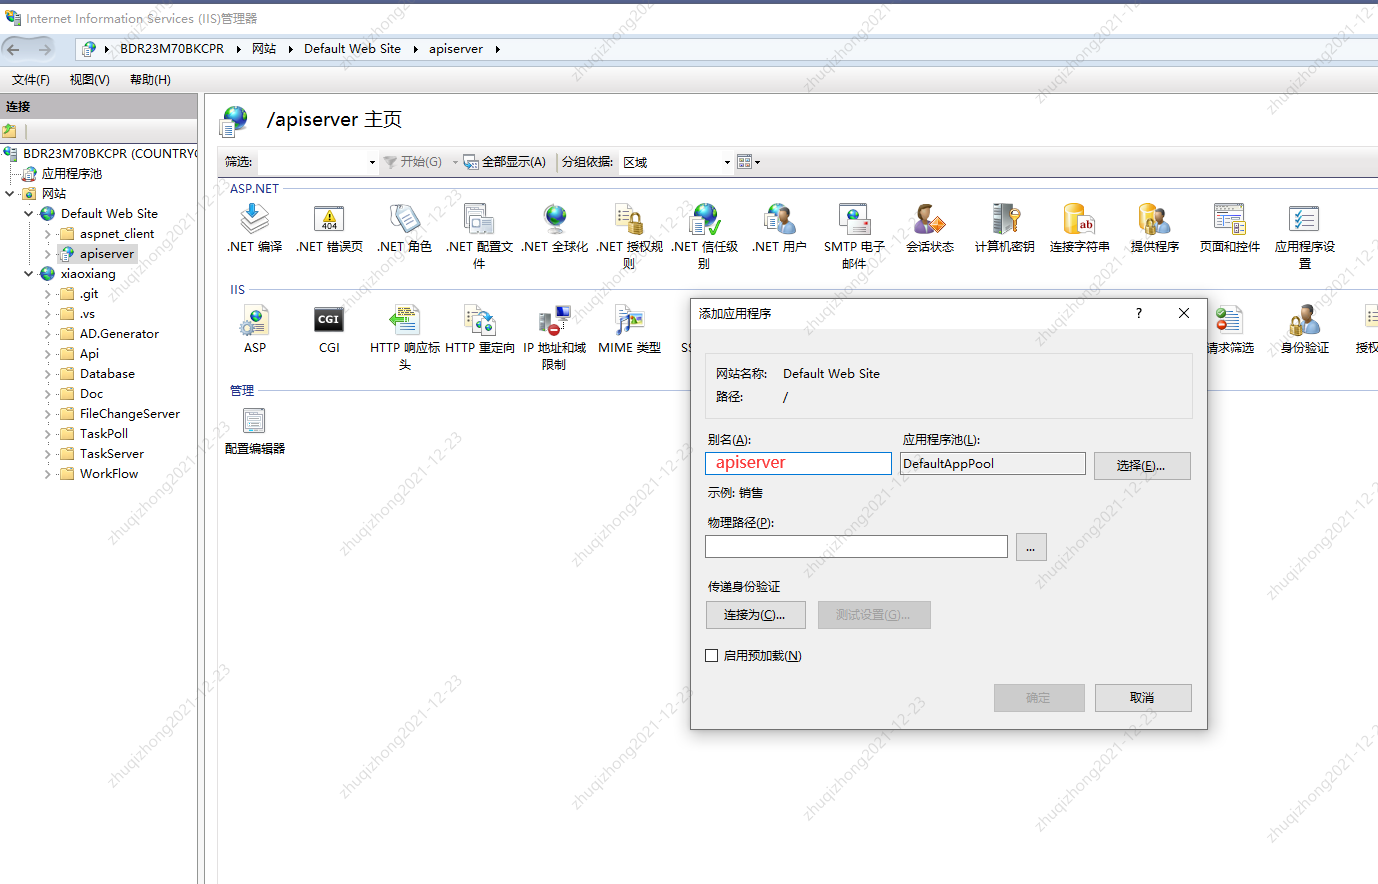 Internet Information Services (IIS)管理器
BDR23M70BKCPR
网站
Default Web Site
apiserver
文件(F)
视图(V)
帮助(H)
连接
BDR23M70BKCPR (COUNTRYC
应用程序池
网站
Default Web Site
aspnet_client
apiserver
xiaoxiang
.git
.vs
AD.Generator
Api
Database
Doc
FileChangeServer
TaskPoll
TaskServer
WorkFlow
/apiserver 主页
筛选:
开始(G)
全部显示(A)
分组依据:
区域
ASP.NET
.NET 编译
.NET 错误页
.NET 角色
.NET 配置文
件
.NET 全球化
.NET 授权规
则
.NET 信任级
别
.NET 用户
SMTP 电子
邮件
会话状态
计算机密钥
连接字符串
提供程序
页面和控件
应用程序设
置
404
ab
IIS
CGI
ASP
CGI
HTTP 响应标
头
HTTP 重定向
IP 地址和域
限制
MIME 类型
SS
请求筛选
身份验证
授权
管理
配置编辑器
添加应用程序
?
网站名称:
Default Web Site
路径:
/
别名(A):
应用程序池(L):
apiserver
DefaultAppPool
选择(E)...
示例: 销售
物理路径(P):
...
传递身份验证
连接为(C)...
测试设置(G)...
启用预加载(N)
确定
取消
zhuqizhong2021-12-23